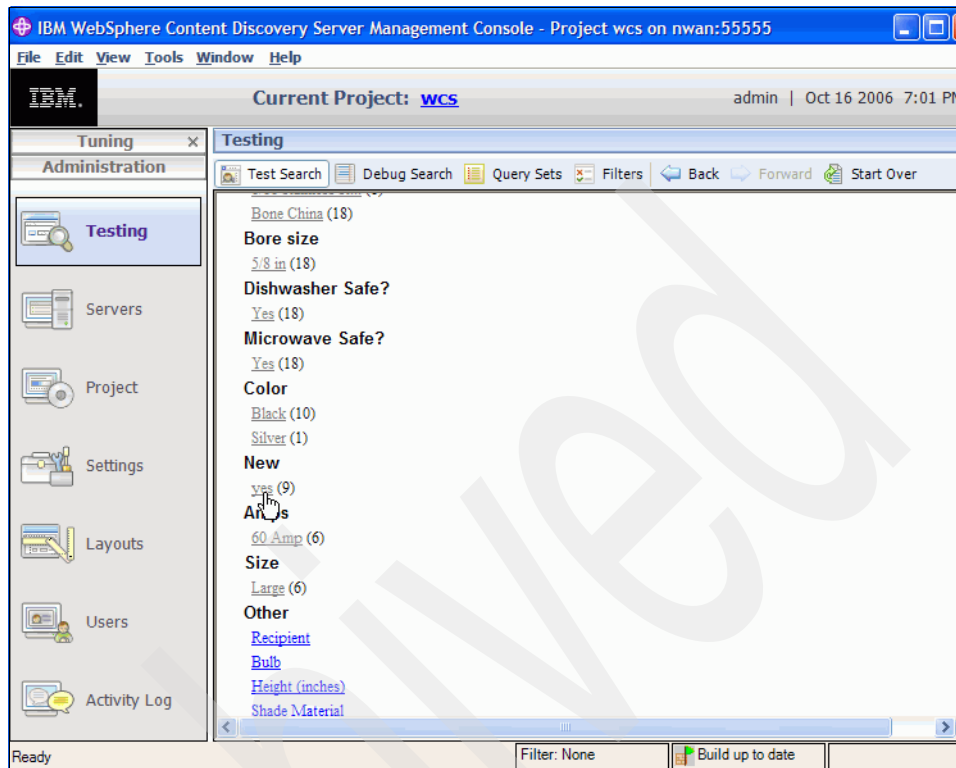 IBM WebSphere Content Discovery Server Management Console - Project wcs on nwan:55555
File Edit View Tools Window Help
IBM.
Current Project: wcs
admin | Oct 16 2006 7:01 PM
Tuning
Administration
Testing
Servers
Project
Settings
Layouts
Users
Activity Log
Testing
Test Search Debug Search Query Sets Filters Back Forward Start Over
Bone China (18)
Bore size
5/8 in (18)
Dishwasher Safe?
Yes (18)
Microwave Safe?
Yes (18)
Color
Black (10)
Silver (1)
New
yes (9)
Amps
60 Amp (6)
Size
Large (6)
Other
Recipient
Bulb
Height (inches)
Shade Material
Ready
Filter: None
Build up to date